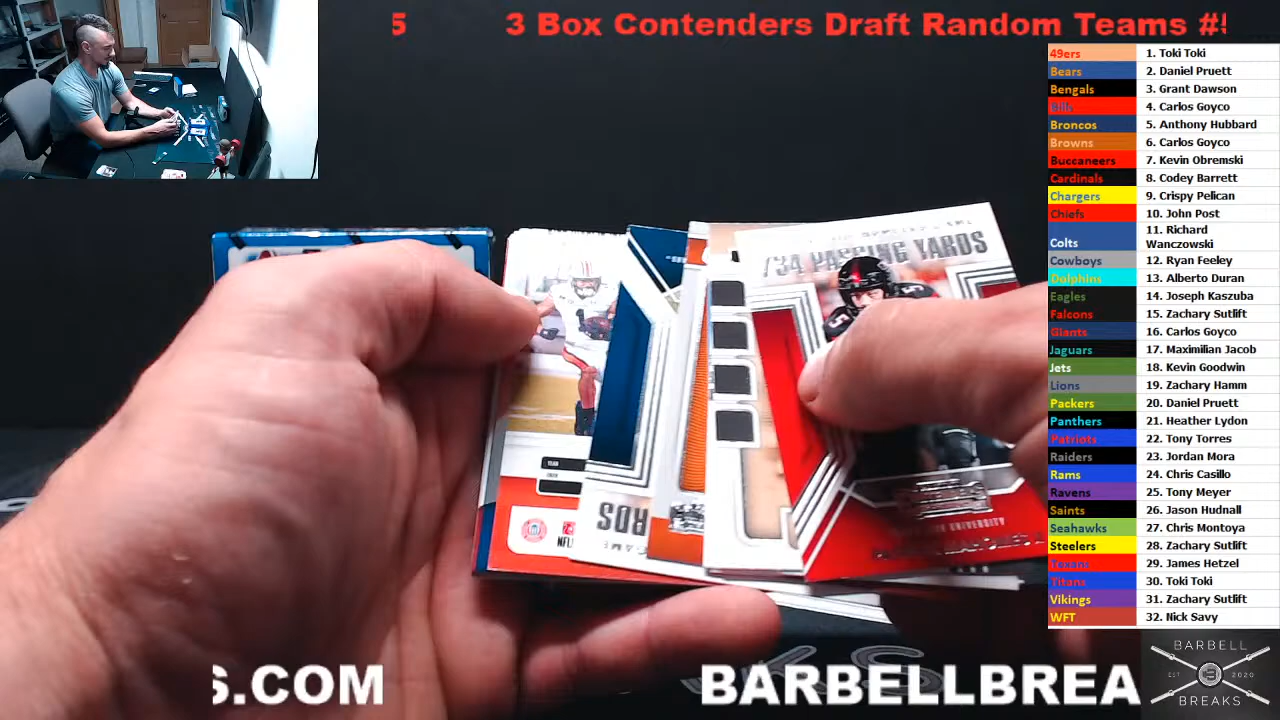 5 3 Box Contenders Draft Random Teams #5
49ers 1. Toki Toki
Bears 2. Daniel Pruett
Bengals 3. Grant Dawson
Bills 4. Carlos Goyco
Broncos 5. Anthony Hubbard
Browns 6. Carlos Goyco
Buccaneers 7. Kevin Obremski
Cardinals 8. Codey Barrett
Chargers 9. Crispy Pelican
Chiefs 10. John Post
Colts 11. Richard
Wanczowski
Cowboys 12. Ryan Feeley
Dolphins 13. Alberto Duran
Eagles 14. Joseph Kaszuba
Falcons 15. Zachary Sutlift
Giants 16. Carlos Goyco
Jaguars 17. Maximilian Jacob
Jets 18. Kevin Goodwin
Lions 19. Zachary Hamm
Packers 20. Daniel Pruett
Panthers 21. Heather Lydon
Patriots 22. Tony Torres
Raiders 23. Jordan Mora
Rams 24. Chris Casillo
Ravens 25. Tony Meyer
Saints 26. Jason Hudnall
Seahawks 27. Chris Montoya
Steelers 28. Zachary Sutlift
Texans 29. James Hetzel
Titans 30. Toki Toki
Vikings 31. Zachary Sutlift
WFT 32. Nick Savy
734 PASSING YARDS
RDS
GAME
NFL
UNIVERSITY
S.COM BARBELLBREA
BARBELL
EST 2020
BREAKS